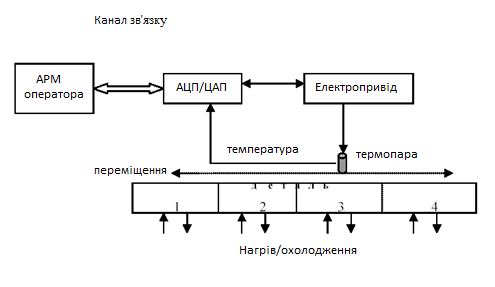 Канал зв'язку
АРМ
оператора
АЦП/ЦАП
Електропривід
температура
термопара
переміщення
деталь
1 2 3 4
Нагрів/охолодження